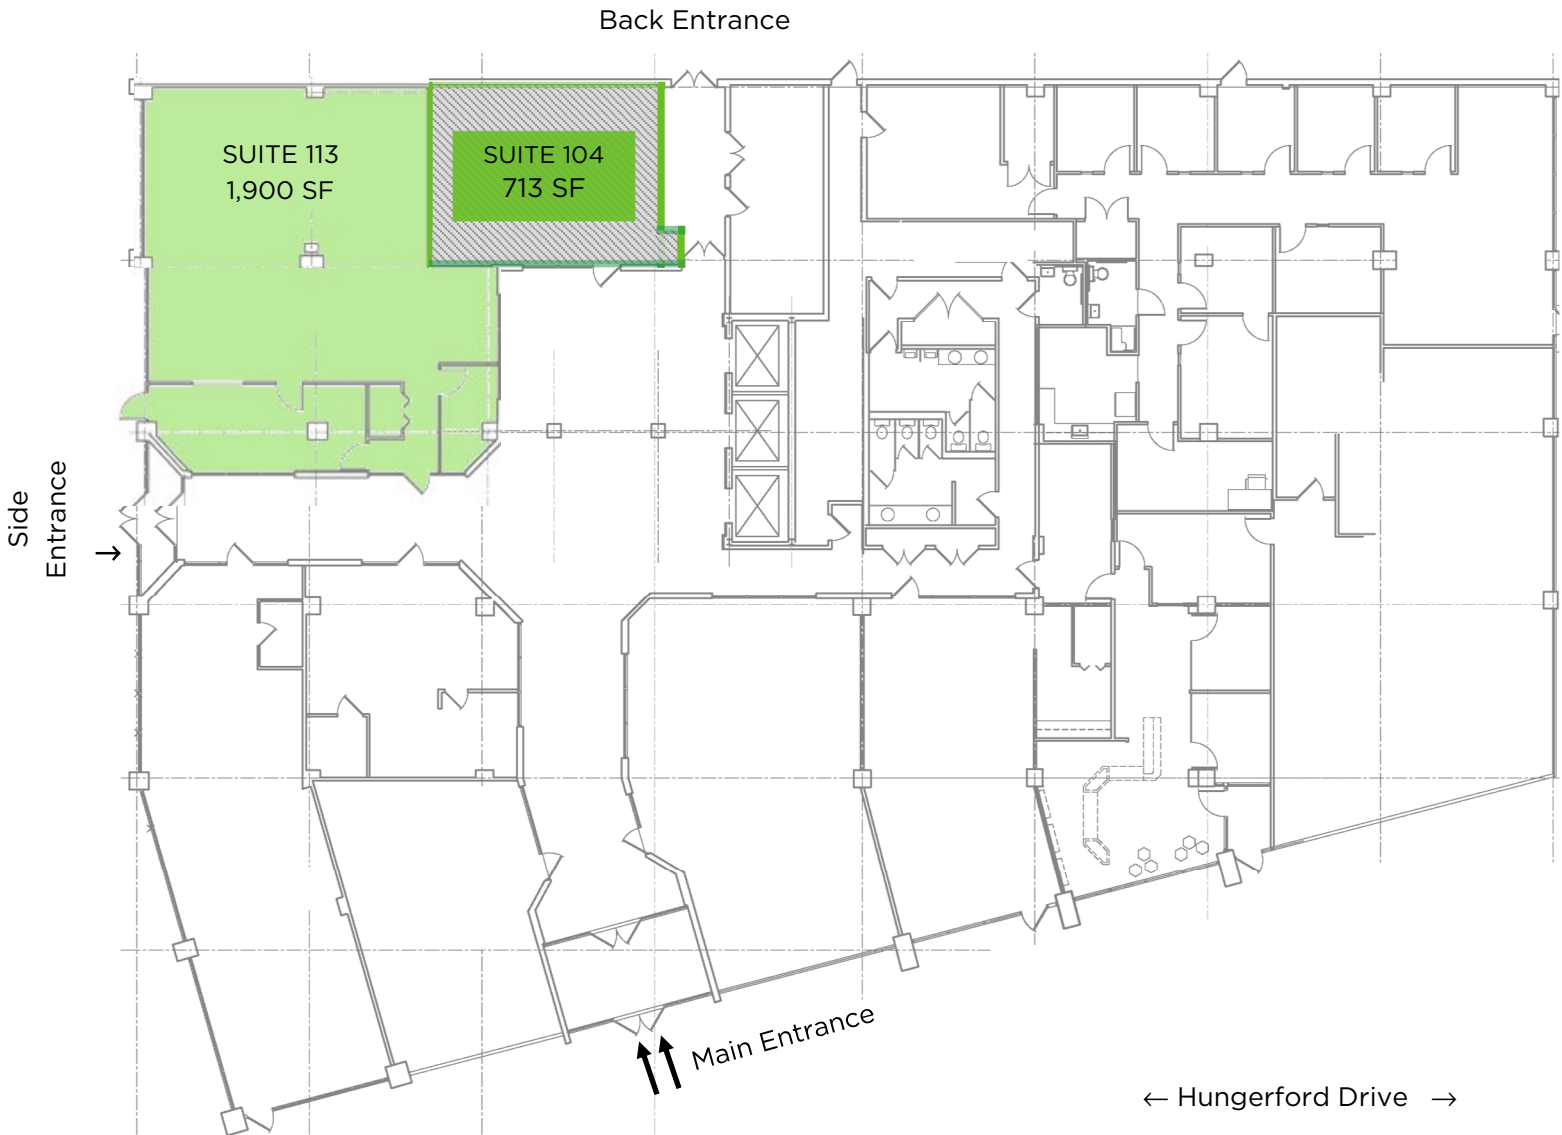 Back Entrance
SUITE 113
1,900 SF
SUITE 104
713 SF
Side
Entrance
→
Main Entrance
← Hungerford Drive →